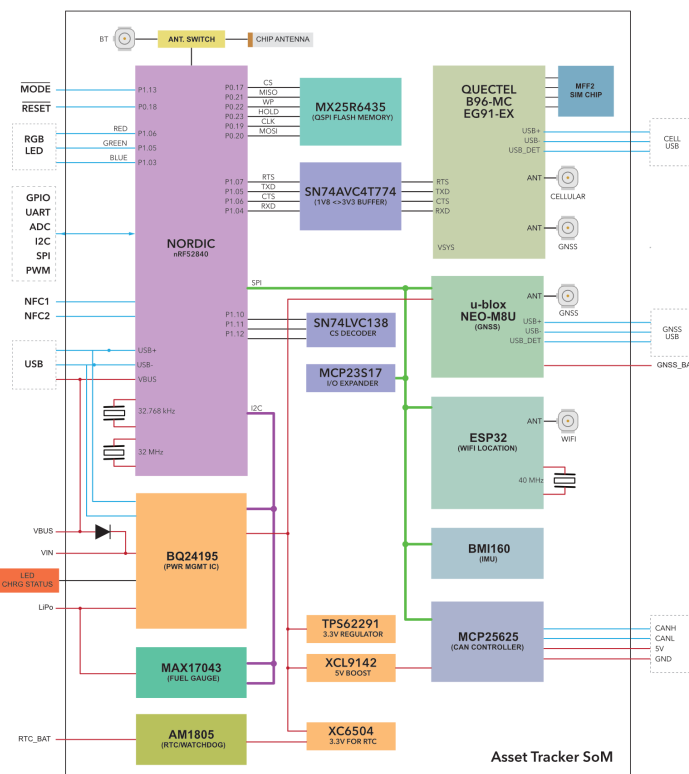 BT
ANT. SWITCH
CHIP ANTENNA
MODE
RESET
RGB
LED
RED
GREEN
BLUE
GPIO
UART
ADC
I2C
SPI
PWM
NFC1
NFC2
USB
P1.13
P0.18
P1.06
P1.05
P1.03
NORDIC
nRF52840
USB+
USB-
VBUS
32.768 kHz
32 MHz
P0.17
P0.21
P0.22
P0.23
P0.19
P0.20
CS
MISO
WP
HOLD
CLK
MOSI
MX25R6435
(QSPI FLASH MEMORY)
P1.07
P1.05
P1.06
P1.04
RTS
TXD
CTS
RXD
SN74AVC4T774
(1V8 <>3V3 BUFFER)
QUECTEL
B96-MC
EG91-EX
USB+
USB-
USB_DET
RTS
TXD
CTS
RXD
ANT
ANT
VSYS
MFF2
SIM CHIP
CELL
USB
CELLULAR
GNSS
SPI
P1.10
P1.11
P1.12
SN74LVC138
CS DECODER
MCP23S17
I/O EXPANDER
u-blox
NEO-M8U
(GNSS)
ANT
USB+
USB-
USB_DET
GNSS
GNSS
USB
GNSS_BA
I2C
ESP32
(WIFI LOCATION)
ANT
WIFI
40 MHz
VBUS
VIN
LED
CHRG STATUS
LiPo
BQ24195
(PWR MGMT IC)
BMI160
(IMU)
TPS62291
3.3V REGULATOR
XCL9142
5V BOOST
MCP25625
(CAN CONTROLLER)
CANH
CANL
5V
GND
MAX17043
(FUEL GAUGE)
RTC_BAT
AM1805
(RTC/WATCHDOG)
XC6504
3.3V FOR RTC
Asset Tracker SoM